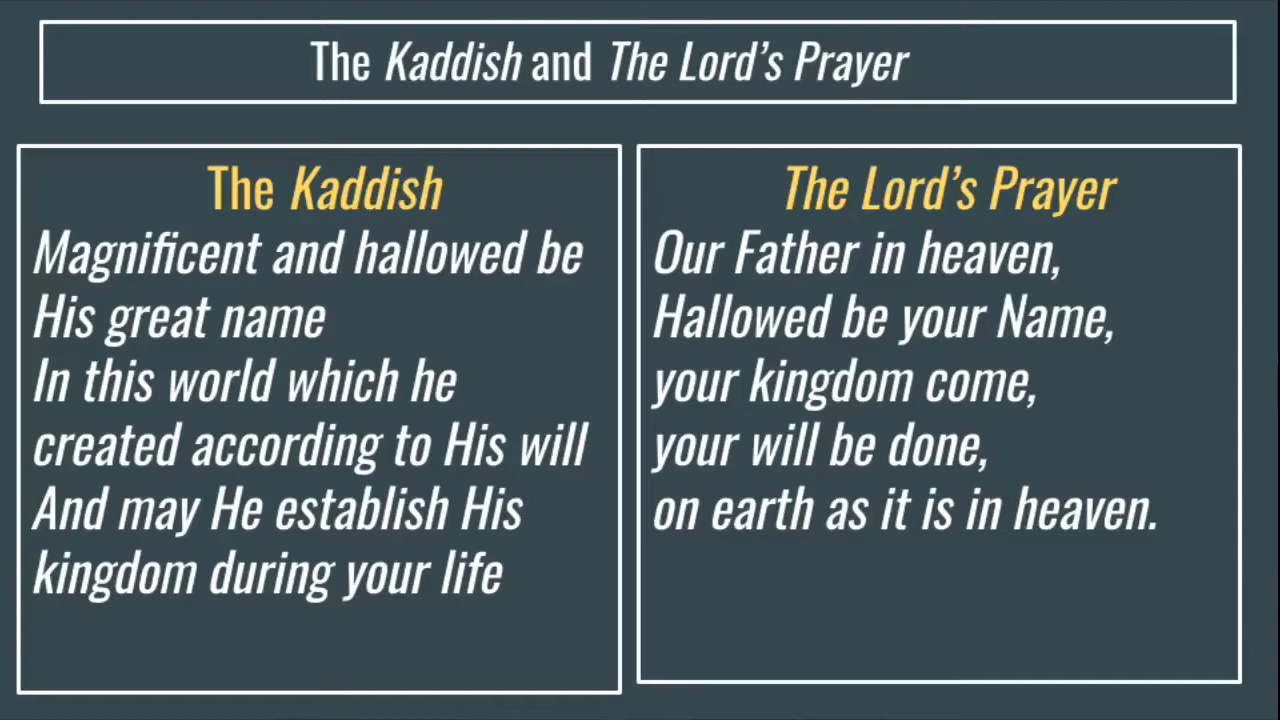 The Kaddish and The Lord’s Prayer
The Kaddish
Magnificent and hallowed be
His great name
In this world which he
created according to His will
And may He establish His
kingdom during your life
The Lord’s Prayer
Our Father in heaven,
Hallowed be your Name,
your kingdom come,
your will be done,
on earth as it is in heaven.